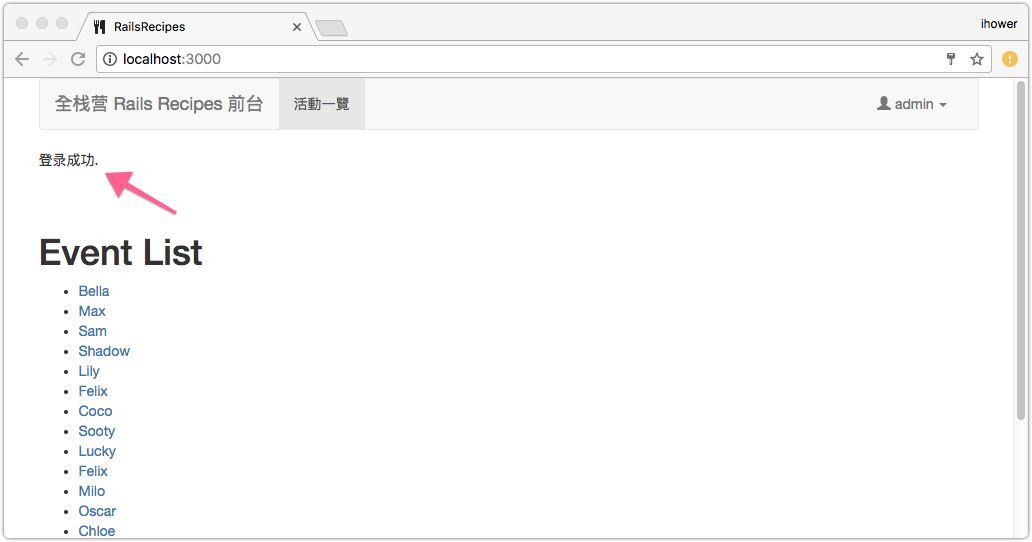 RailsRecipes
ihower
localhost:3000
全栈营 Rails Recipes 前台
活動一覽
admin
登录成功.
Event List
Bella
Max
Sam
Shadow
Lily
Felix
Coco
Sooty
Lucky
Felix
Milo
Oscar
Chloe